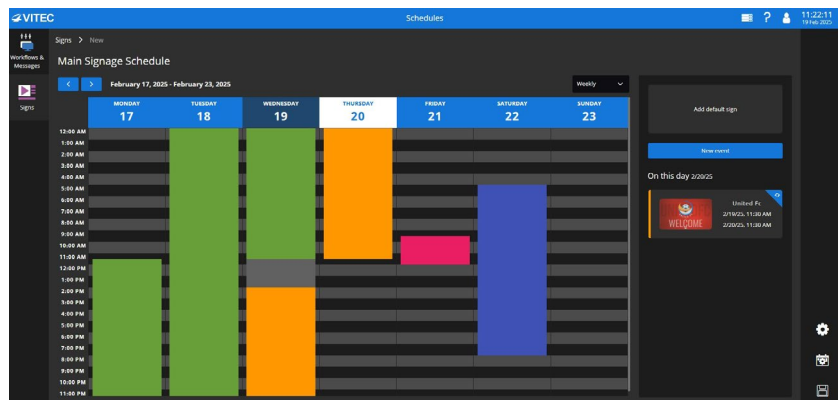 VITEC
Schedules
?
11:22:11
19 Feb 2025
Workflows &
Messages
Signs
Signs > New
Main Signage Schedule
February 17, 2025 - February 23, 2025
Weekly
MONDAY
17
TUESDAY
18
WEDNESDAY
19
THURSDAY
20
FRIDAY
21
SATURDAY
22
SUNDAY
23
12:00 AM
1:00 AM
2:00 AM
3:00 AM
4:00 AM
5:00 AM
6:00 AM
7:00 AM
8:00 AM
9:00 AM
10:00 AM
11:00 AM
12:00 PM
1:00 PM
2:00 PM
3:00 PM
4:00 PM
5:00 PM
6:00 PM
7:00 PM
8:00 PM
9:00 PM
10:00 PM
11:00 PM
Add default sign
New event
On this day 2/20/25
WELCOME
United Fc
2/19/25, 11:30 AM
2/20/25, 11:30 AM